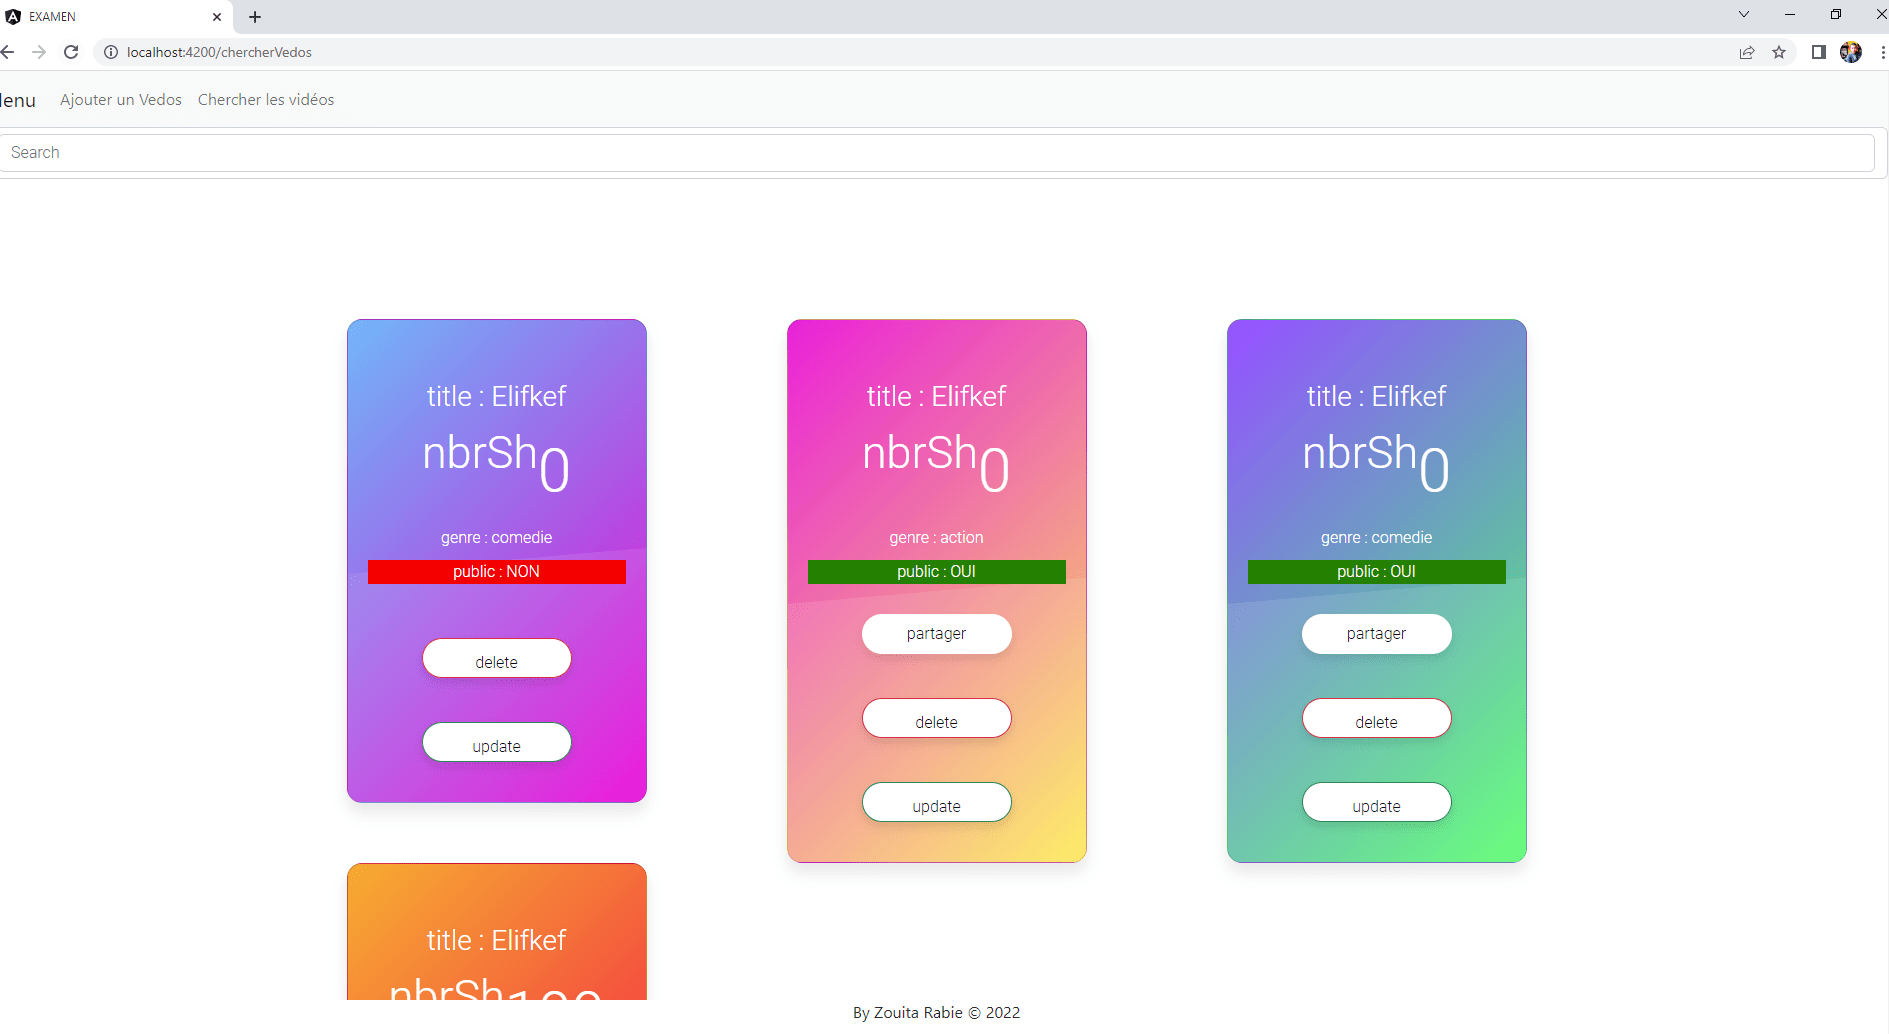 EXAMEN
localhost:4200/chercherVedos
lenu Ajouter un Vedos Chercher les vidéos
Search
title : Elifkef
nbrSh0
genre : comedie
public : NON
delete
update
title : Elifkef
nbrSh0
genre : action
public : OUI
partager
delete
update
title : Elifkef
nbrSh0
genre : comedie
public : OUI
partager
delete
update
title : Elifkef
nbrSh100
By Zouita Rabie © 2022